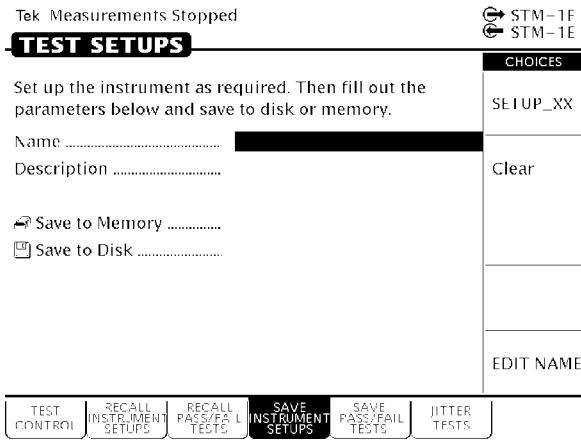 Tek Measurements Stopped
STM-1E
STM-1E
TEST SETUPS
CHOICES
Set up the instrument as required. Then fill out the
parameters below and save to disk or memory.
SETUP_XX
Name ..........................................
Description .............................
Clear
Save to Memory ...............
Save to Disk ........................
EDIT NAME
TEST
CONTROL
RECALL
INSTRUMENT
SETUPS
RECALL
PASS/FAIL
TESTS
SAVE
INSTRUMENT
SETUPS
SAVE
PASS/FAIL
TESTS
JITTER
TESTS